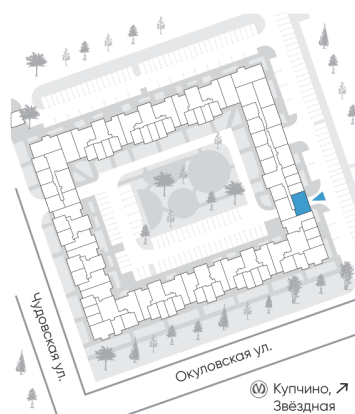 Чудовская ул.
Окуловская ул.
Купчино, ↗
Звёздная